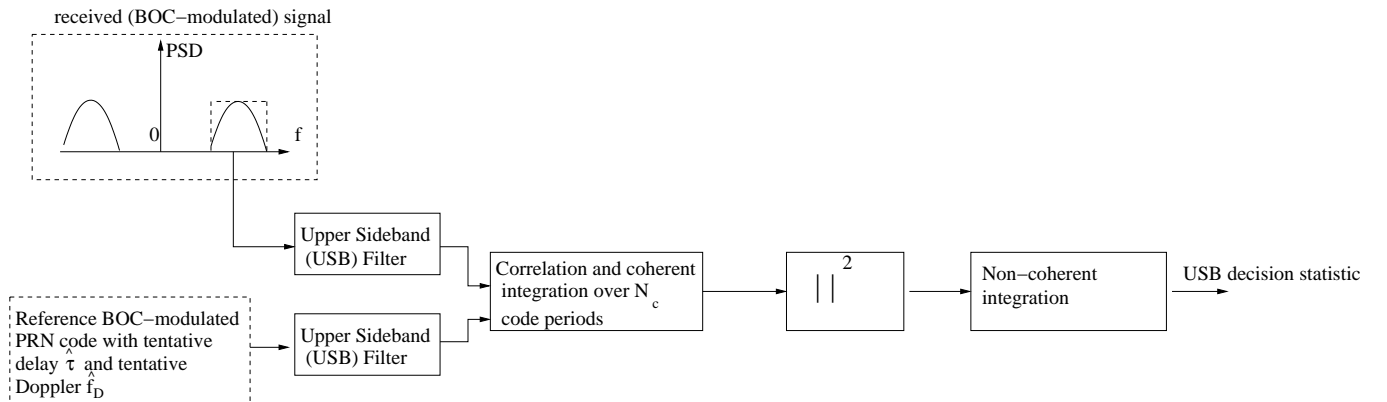 received (BOC−modulated) signal
PSD
0
f
Upper Sideband
(USB) Filter
Correlation and coherent
integration over N_c
code periods
| |²
Non−coherent
integration
USB decision statistic
Reference BOC−modulated
PRN code with tentative
delay τ̂ and tentative
Doppler f̂_D
Upper Sideband
(USB) Filter